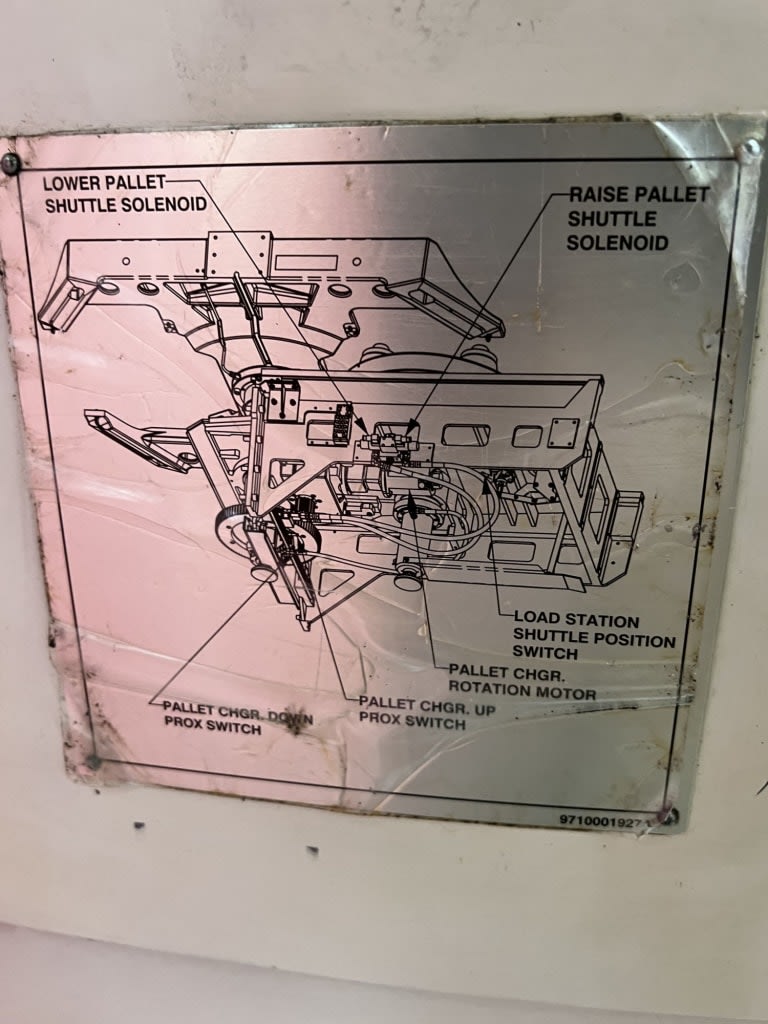 LOWER PALLET
SHUTTLE SOLENOID
RAISE PALLET
SHUTTLE
SOLENOID
LOAD STATION
SHUTTLE POSITION
SWITCH
PALLET CHGR.
ROTATION MOTOR
PALLET CHGR. UP
PROX SWITCH
PALLET CHGR. DOWN
PROX SWITCH